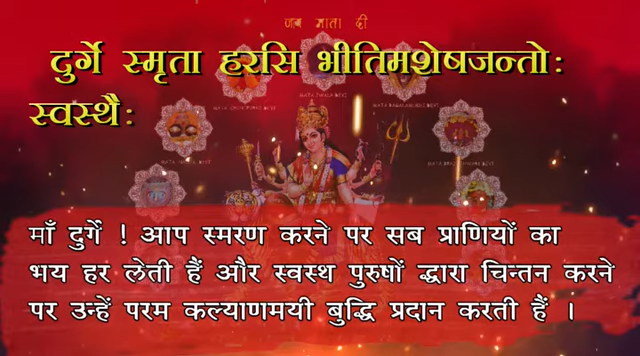 जय माता दी
दुर्गे स्मृता हरसि भीतिमशेषजन्तो:
स्वस्थै:
माँ दुर्गे ! आप स्मरण करने पर सब प्राणियों का
भय हर लेती हैं और स्वस्थ पुरुषों द्धारा चिन्तन करने
पर उन्हें परम कल्याणमयी बुद्धि प्रदान करती हैं ।